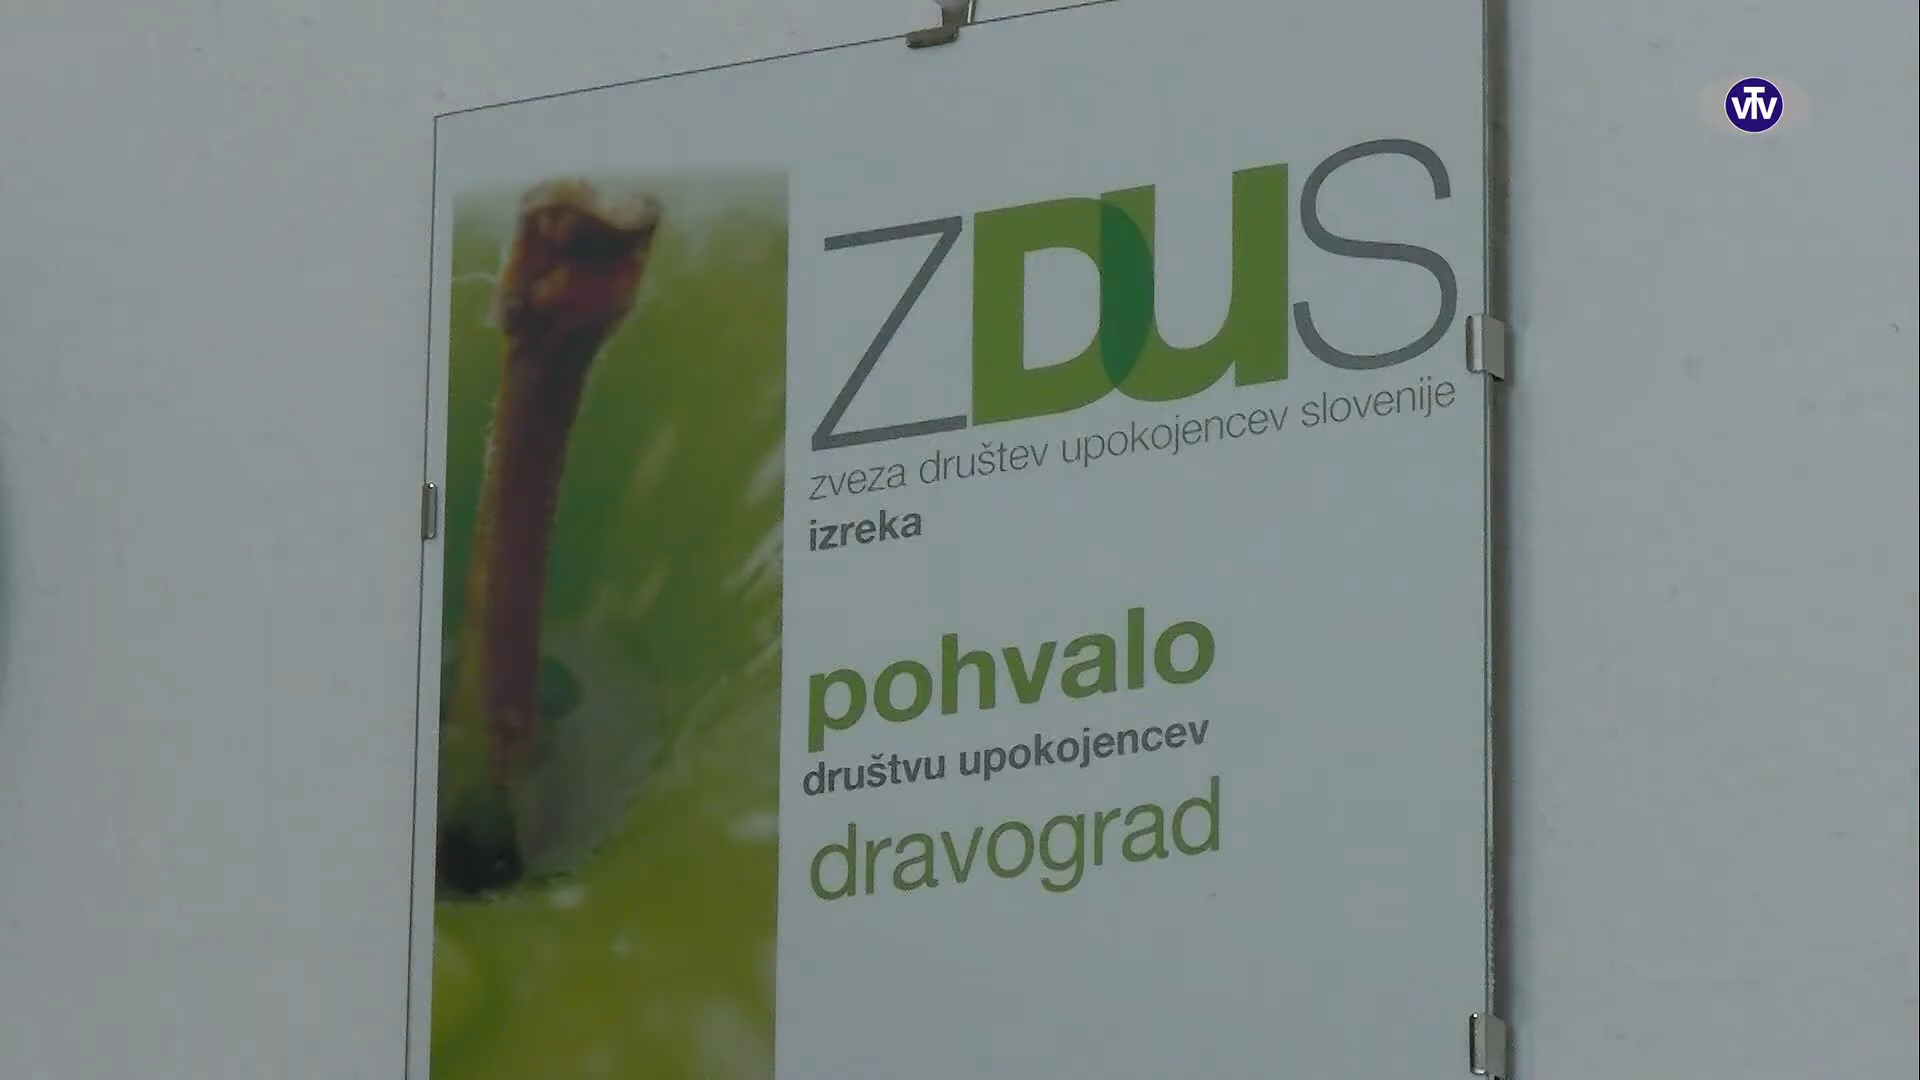 VTV
ZDUS
zveza društev upokojencev slovenije
izreka
pohvalo
društvu upokojencev
dravograd